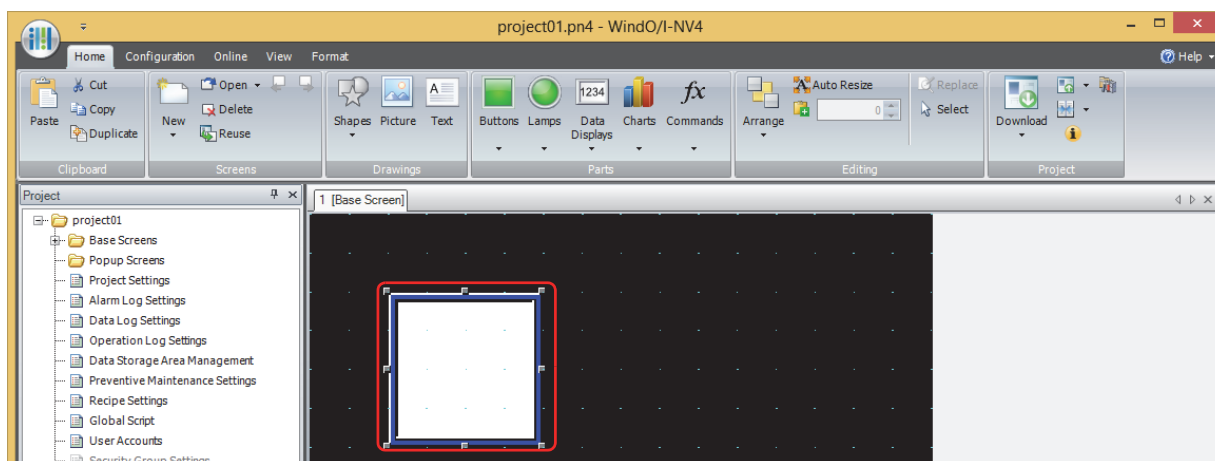 project01.pn4 - WindO/I-NV4
Home Configuration Online View Format Help
Cut Open Auto Resize Replace
Copy Delete 0 Select
Paste Duplicate New Reuse Shapes Picture Text Buttons Lamps Data Displays Charts Commands Arrange Download
1234
fx
A
Clipboard Screens Drawings Parts Editing Project
Project 1 [Base Screen]
project01
Base Screens
Popup Screens
Project Settings
Alarm Log Settings
Data Log Settings
Operation Log Settings
Data Storage Area Management
Preventive Maintenance Settings
Recipe Settings
Global Script
User Accounts
Security Group Settings